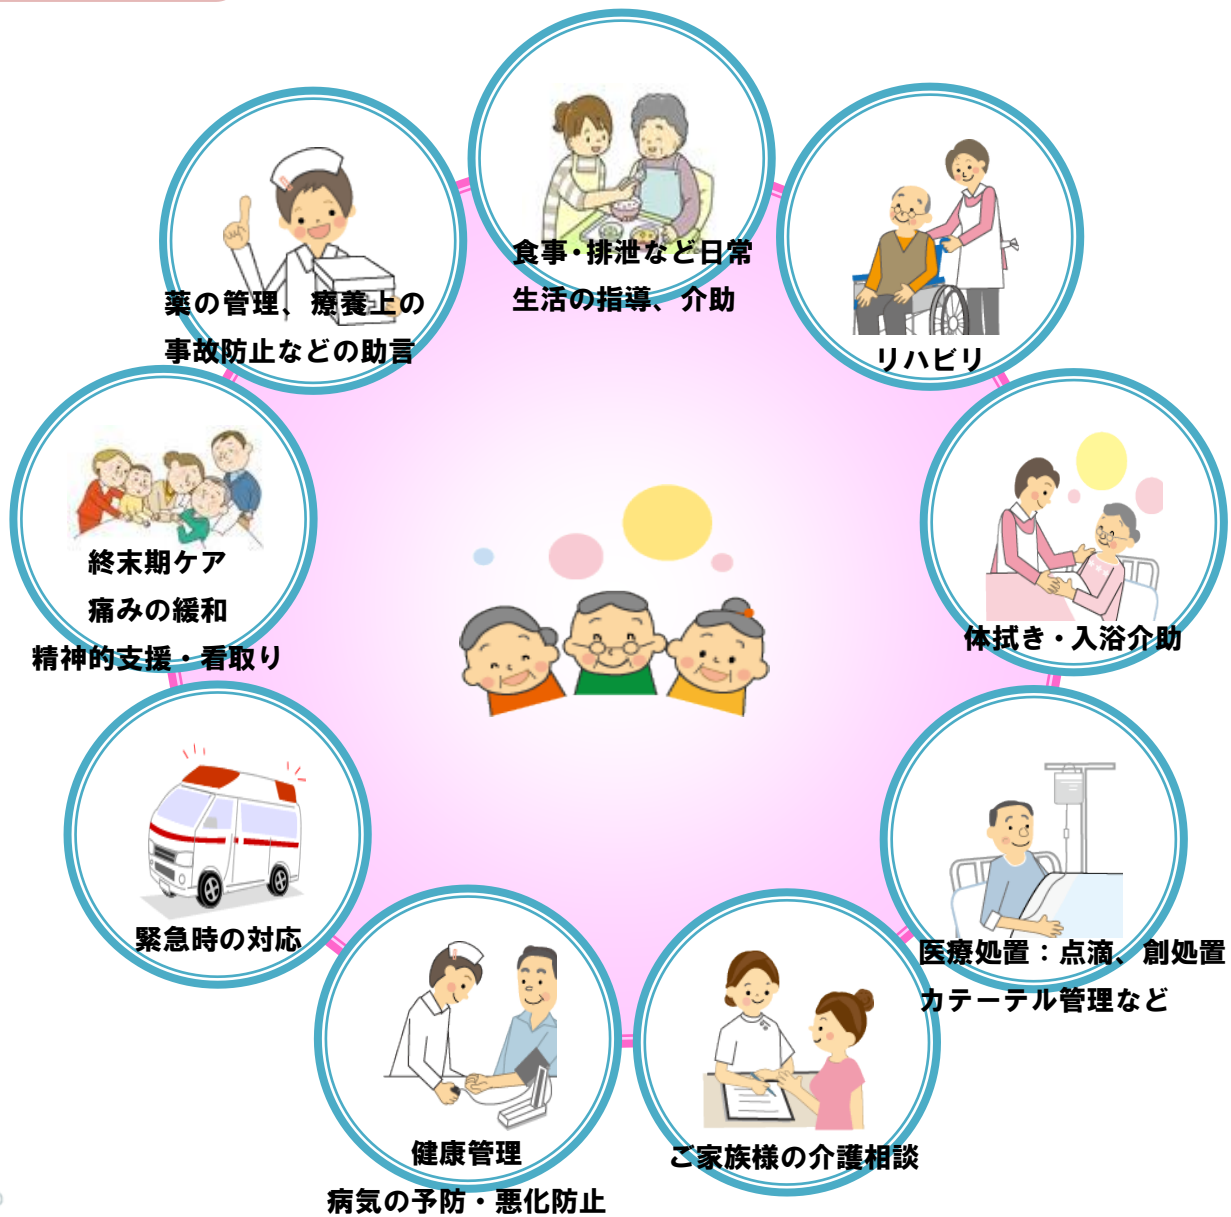 食事・排泄など日常
生活の指導、介助
リハビリ
体拭き・入浴介助
医療処置：点滴、創処置
カテーテル管理など
ご家族様の介護相談
健康管理
病気の予防・悪化防止
緊急時の対応
終末期ケア
痛みの緩和
精神的支援・看取り
薬の管理、療養上の
事故防止などの助言